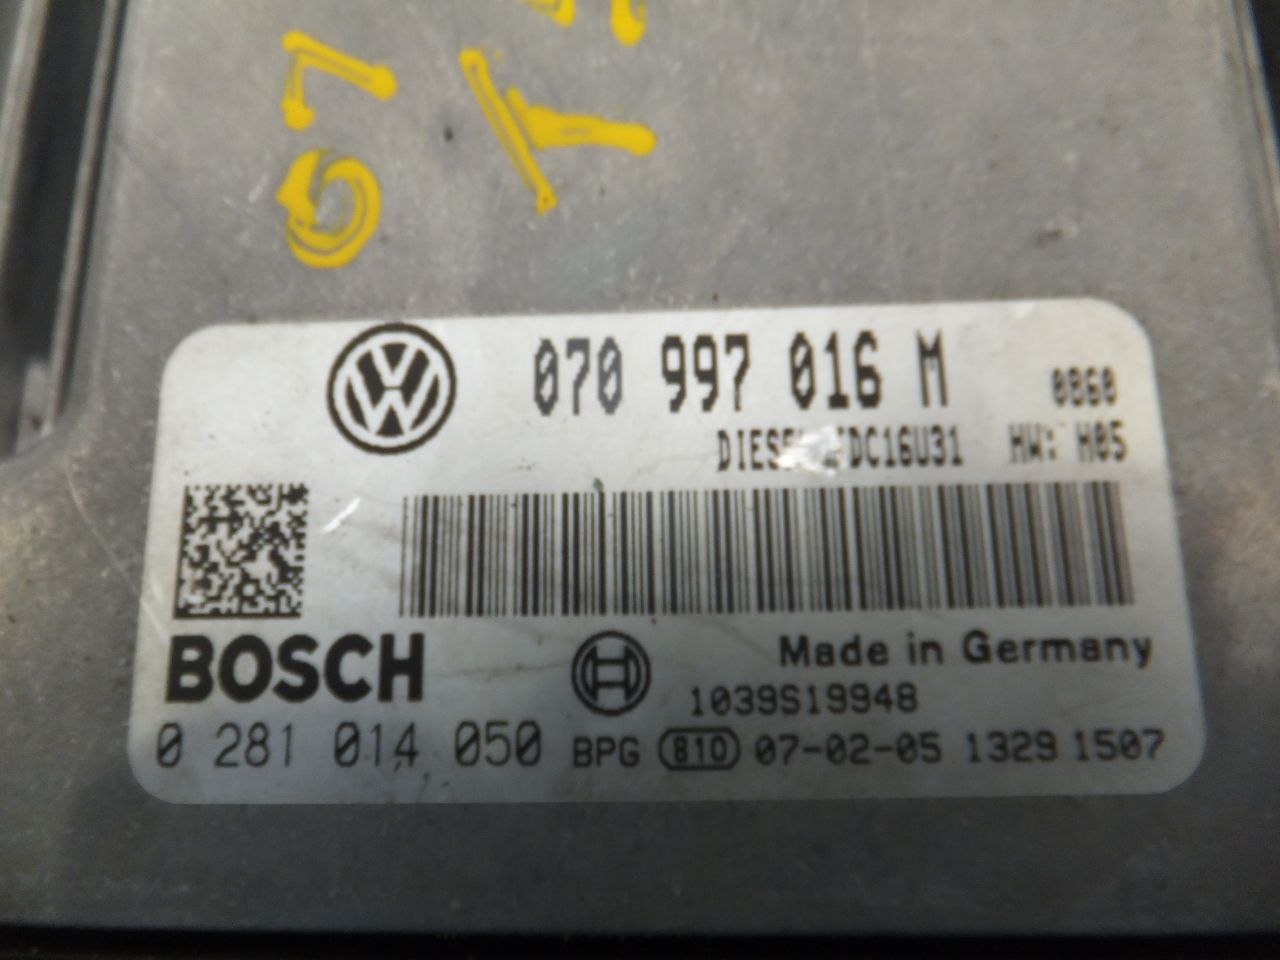 070 997 016 M 0860
EDC16U31 HW: H05
BOSCH Made in Germany
1039S19948
0 281 014 050 BPG 810 07-02-05 1329 1507